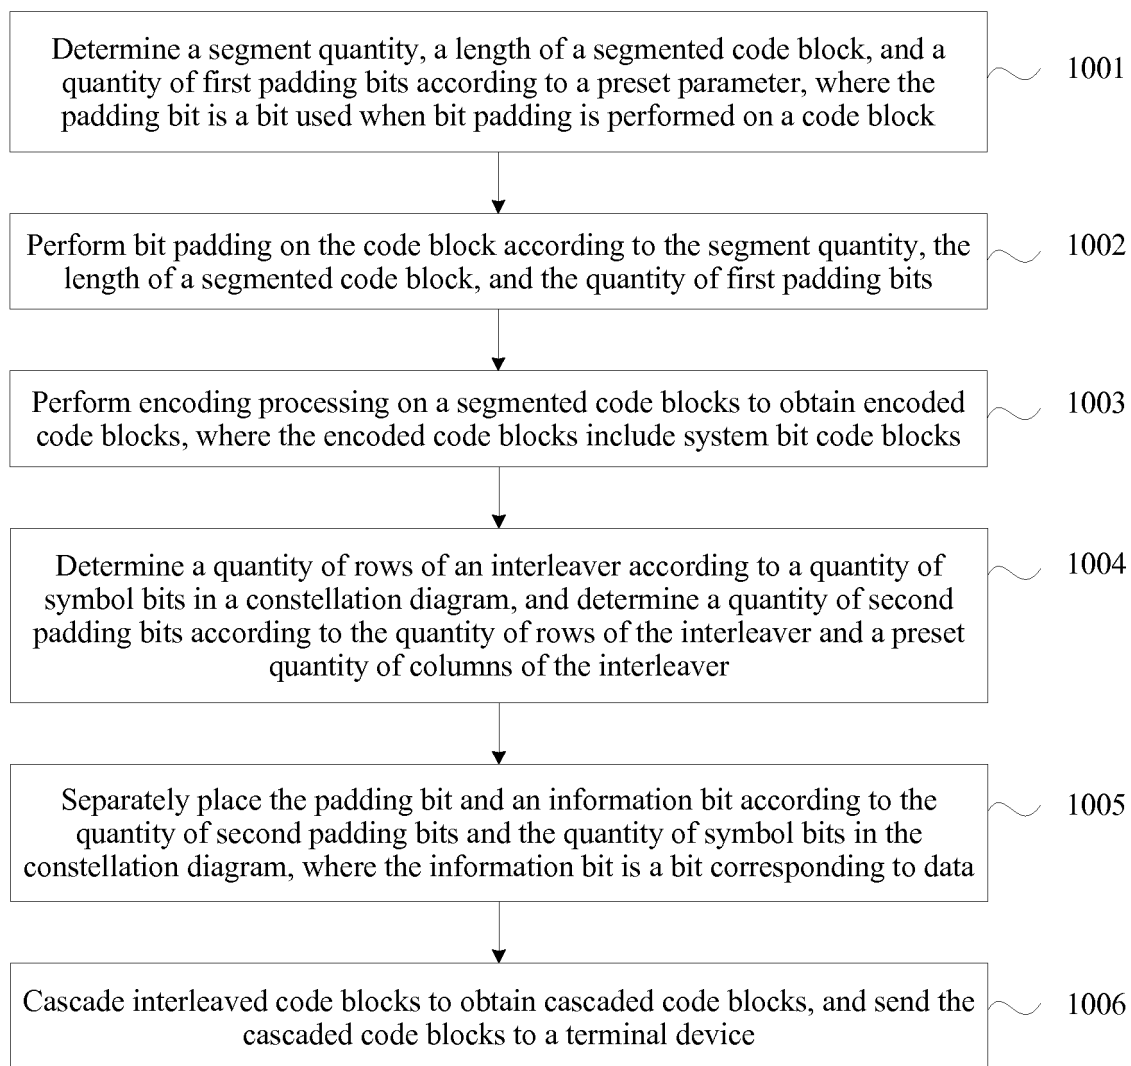 Determine a segment quantity, a length of a segmented code block, and a
quantity of first padding bits according to a preset parameter, where the
padding bit is a bit used when bit padding is performed on a code block
1001
Perform bit padding on the code block according to the segment quantity, the
length of a segmented code block, and the quantity of first padding bits
1002
Perform encoding processing on a segmented code blocks to obtain encoded
code blocks, where the encoded code blocks include system bit code blocks
1003
Determine a quantity of rows of an interleaver according to a quantity of
symbol bits in a constellation diagram, and determine a quantity of second
padding bits according to the quantity of rows of the interleaver and a preset
quantity of columns of the interleaver
1004
Separately place the padding bit and an information bit according to the
quantity of second padding bits and the quantity of symbol bits in the
constellation diagram, where the information bit is a bit corresponding to data
1005
Cascade interleaved code blocks to obtain cascaded code blocks, and send the
cascaded code blocks to a terminal device
1006